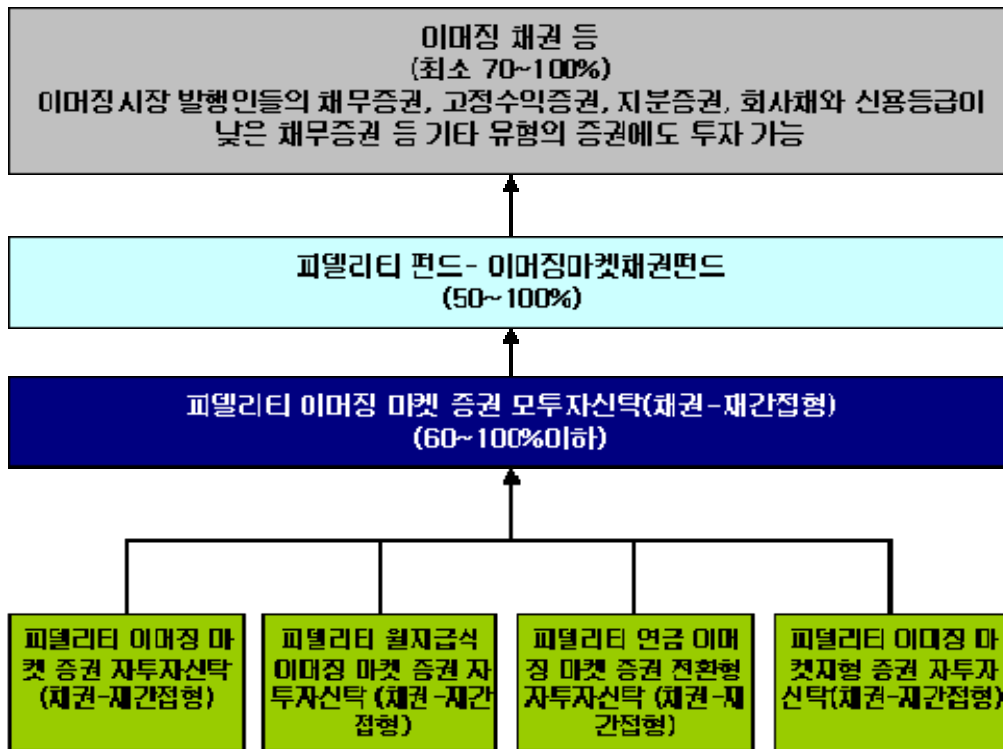 이머징 채권 등
(최소 70~100%)
이머징시장 발행인들의 채무증권, 고정수익증권, 지분증권, 회사채와 신용등급이
낮은 채무증권 등 기타 유형의 증권에도 투자 가능
피델리티 펀드- 이머징마켓채권펀드
(50~100%)
피델리티 이머징 마켓 증권 모투자신탁(채권-재간접형)
(60~100%이하)
피델리티 이머징 마
켓 증권 자투자신탁
(채권-재간접형)
피델리티 월지급식
이머징 마켓 증권 자
투자신탁 (채권-재간
접형)
피델리티 연금 이머
징 마켓 증권 전환형
자투자신탁 (채권-재
간접형)
피델리티 이머징 마
증권 자투자
신탁(채권-재간접형)